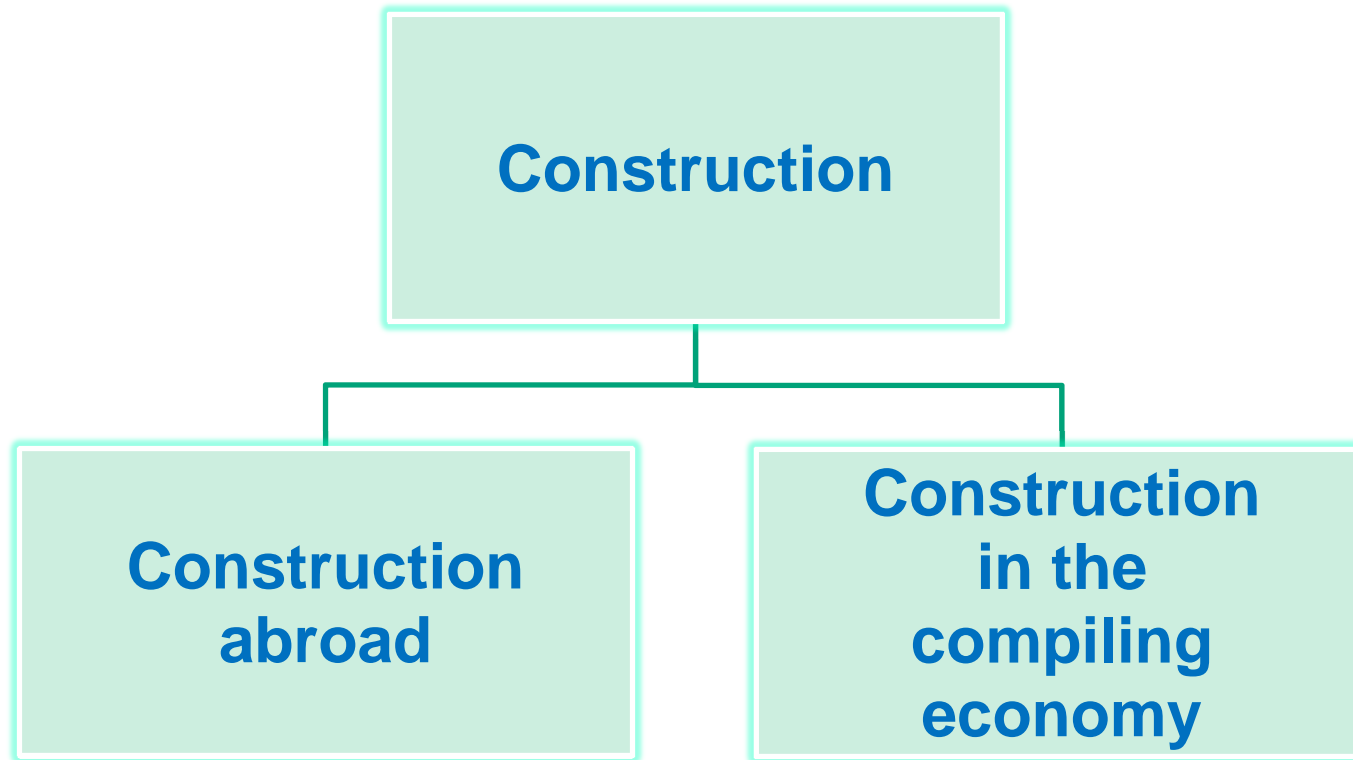 Construction
Construction
abroad
Construction
in the
compiling
economy